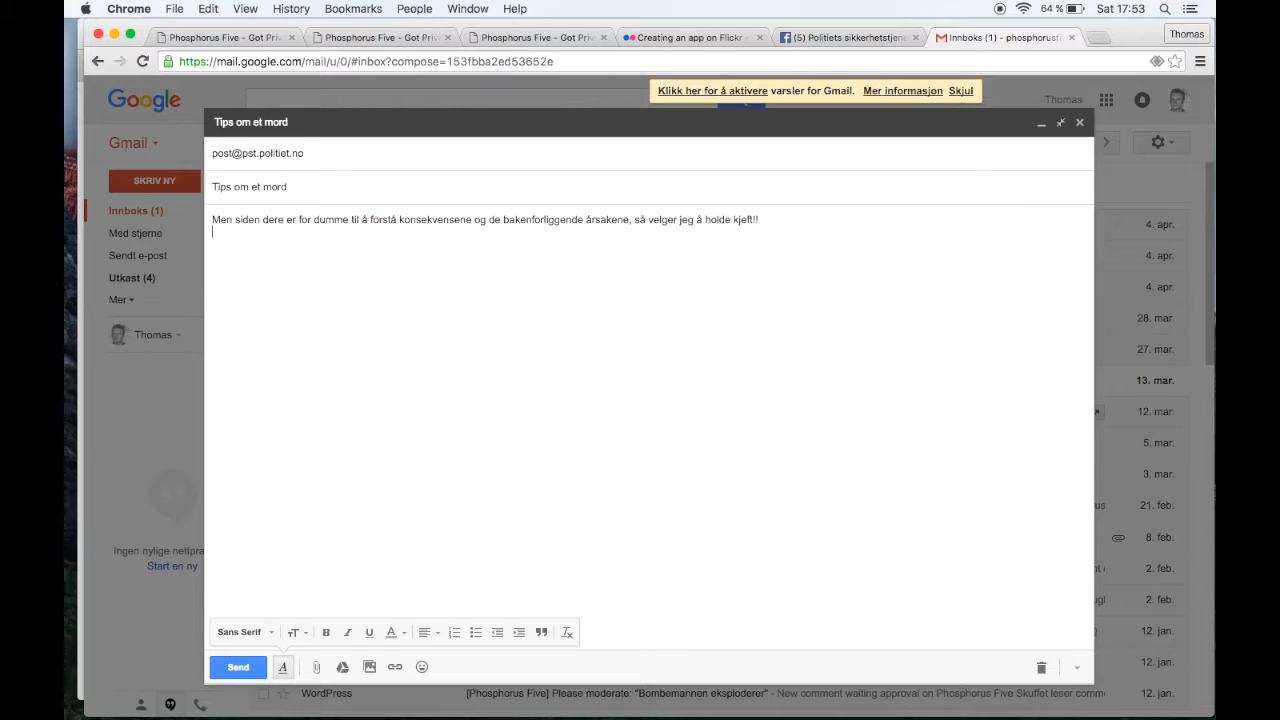 Chrome File Edit View History Bookmarks People Window Help 64 % Sat 17:53
Phosphorus Five - Got Priv Phosphorus Five - Got Priv Phosphorus Five - Got Priv Creating an app on Flickr (5) Politiets sikkerhetstjene Innboks (1) - phosphorusfi Thomas
https://mail.google.com/mail/u/0/#inbox?compose=153fbba2ed53652e
Klikk her for å aktivere varsler for Gmail. Mer informasjon Skjul
Google Thomas
Tips om et mord
Gmail
post@pst.politiet.no
SKRIV NY
Tips om et mord
Innboks (1)
Men siden dere er for dumme til å forstå konsekvensene og de bakenforliggende årsakene, så velger jeg å holde kjeft!!
4. apr.
Med stjerne
Sendt e-post 4. apr.
Utkast (4)
4. apr.
Mer
28. mar.
Thomas
27. mar.
13. mar.
12. mar.
5. mar.
3. mar.
21. feb.
8. feb.
Ingen nylige nettpra
Start en ny
2. feb.
2. feb.
Sans Serif 12. jan.
Send 12. jan.
WordPress [Phosphorus Five] Please moderate: "Bombemannen eksploderer" - New comment waiting approval on Phosphorus Five Skuffet leser comm 12. jan.